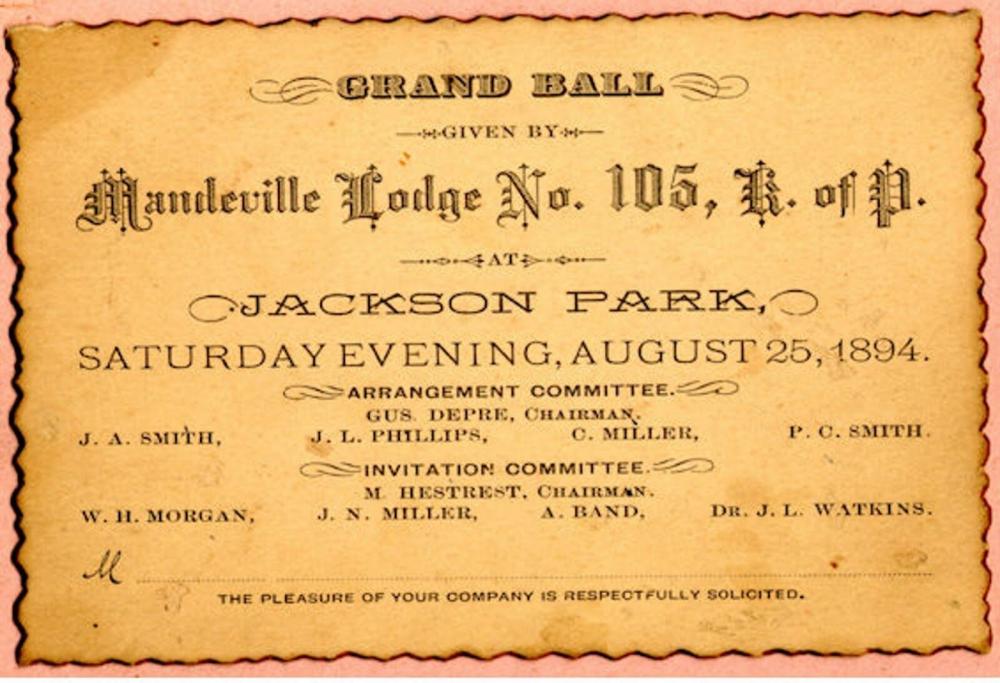 GRAND BALL
GIVEN BY
Mandeville Lodge No. 105, K. of P.
AT
JACKSON PARK,
SATURDAY EVENING, AUGUST 25, 1894.
ARRANGEMENT COMMITTEE.
GUS. DEPRE, CHAIRMAN.
J. A. SMITH, J. L. PHILLIPS, C. MILLER, P. C. SMITH.
INVITATION COMMITTEE.
M. HESTREST, CHAIRMAN.
W. H. MORGAN, J. N. MILLER, A. BAND, DR. J. L. WATKINS.
M
THE PLEASURE OF YOUR COMPANY IS RESPECTFULLY SOLICITED.